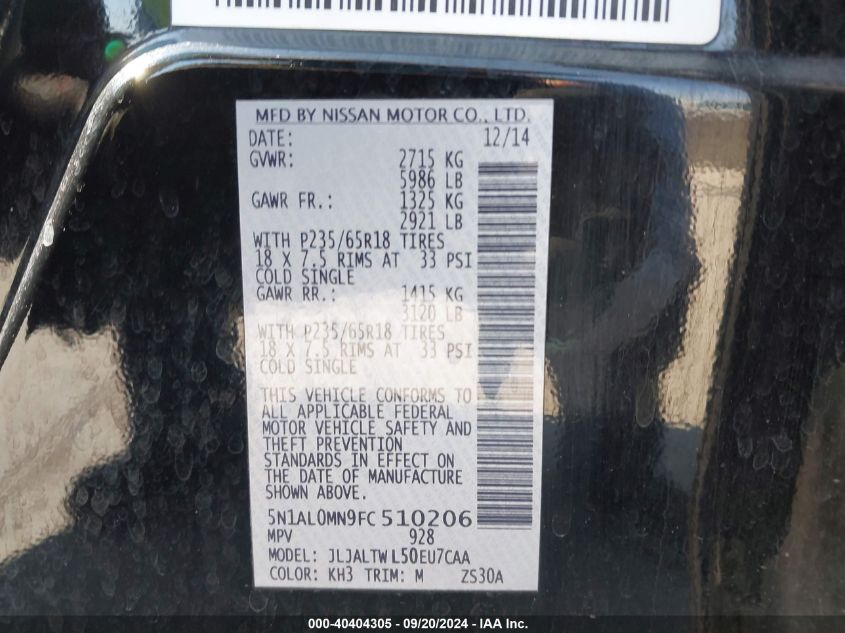 MFD BY NISSAN MOTOR CO., LTD.
DATE: 12/14
GVWR: 2715 KG
5986 LB
GAWR FR.: 1325 KG
2921 LB
WITH P235/65R18 TIRES
18 X 7.5 RIMS AT 33 PSI
COLD SINGLE
GAWR RR.: 1415 KG
3120 LB
WITH P235/65R18 TIRES
18 X 7.5 RIMS AT 33 PSI
COLD SINGLE
THIS VEHICLE CONFORMS TO
ALL APPLICABLE FEDERAL
MOTOR VEHICLE SAFETY AND
THEFT PREVENTION
STANDARDS IN EFFECT ON
THE DATE OF MANUFACTURE
SHOWN ABOVE.
5N1AL0MN9FC510206
MPV 928
MODEL: JLJALTWL50EU7CAA
COLOR: KH3 TRIM: M ZS30A
000-40404305 - 09/20/2024 - IAA Inc.